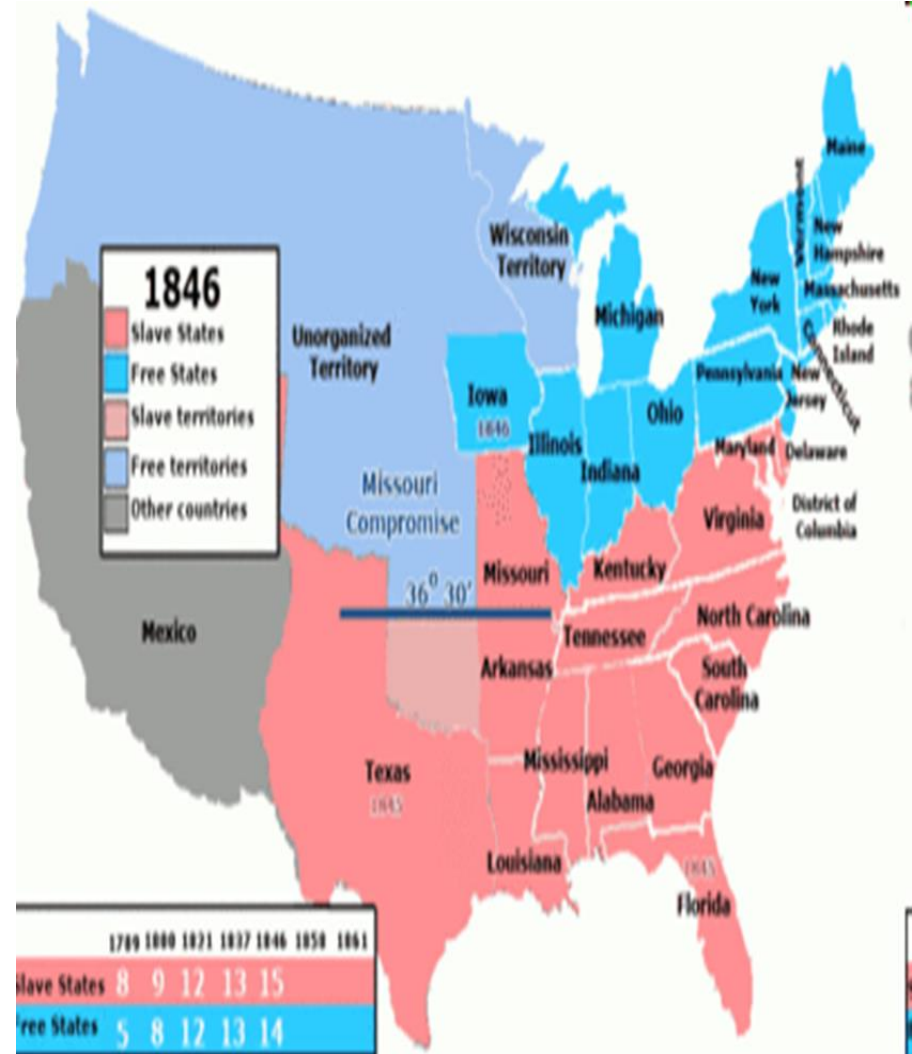 Maine
Vermont
New
Hampshire
Massachusetts
New
York
Rhode
Island
Connecticut
Wisconsin
Territory
Michigan
1846
Slave States
Free States
Slave territories
Free territories
Other countries
Unorganized
Territory
Pennsylvania
New
Jersey
Iowa
1846
Ohio
Illinois
Indiana
Maryland
Delaware
Missouri
Compromise
District of
Columbia
Virginia
Missouri
Kentucky
36° 30'
Mexico
North Carolina
Tennessee
Arkansas
South
Carolina
Mississippi
Georgia
Texas
1845
Alabama
Louisiana
1845
Florida
1789 1800 1821 1837 1846 1850 1861
Slave States 8 9 12 13 15
Free States 5 8 12 13 14